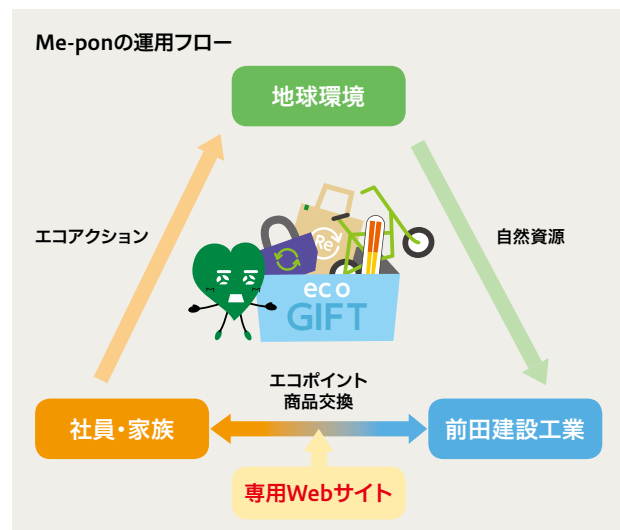 Me-ponの運用フロー
地球環境
エコアクション
自然資源
Re
eco
GIFT
エコポイント
商品交換
社員・家族
前田建設工業
専用Webサイト